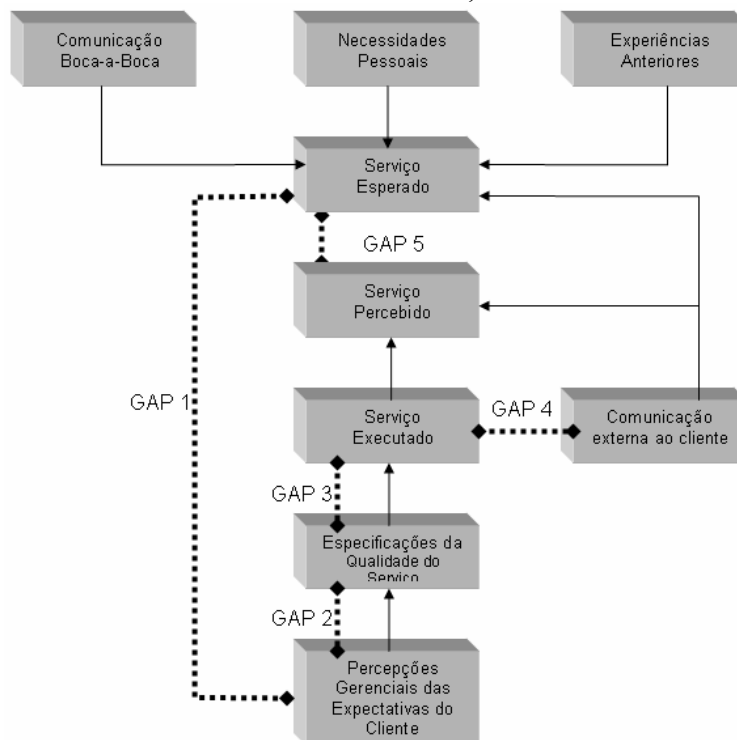 Comunicação
Boca-a-Boca
Necessidades
Pessoais
Experiências
Anteriores
Serviço
Esperado
GAP 5
Serviço
Percebido
GAP 1
Serviço
Executado
GAP 4
Comunicação
externa ao cliente
GAP 3
Especificações da
Qualidade do
Serviço
GAP 2
Percepções
Gerenciais das
Expectativas do
Cliente